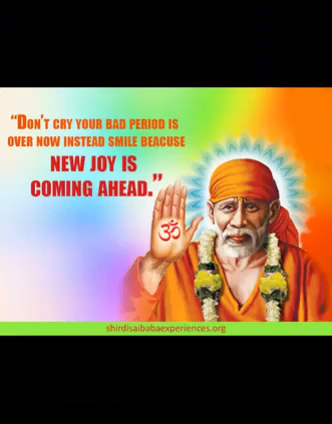 “Don't cry your bad period is
over now instead smile beacuse
new joy is
coming ahead.”
ॐ
shirdisaibabaexperiences.org